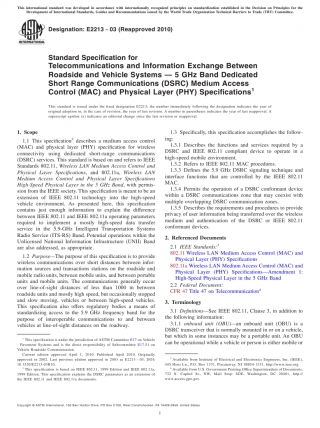 This international standard was developed in accordance with internationally recognized principles on standardization established in the Decision on Principles for the
Development of International Standards, Guides and Recommendations issued by the World Trade Organization Technical Barriers to Trade (TBT) Committee.
Designation: E2213 - 03 (Reapproved 2010)
Standard Specification for
Telecommunications and Information Exchange Between
Roadside and Vehicle Systems — 5 GHz Band Dedicated
Short Range Communications (DSRC) Medium Access
Control (MAC) and Physical Layer (PHY) Specifications1
This standard is issued under the fixed designation E2213; the number immediately following the designation indicates the year of
original adoption or, in the case of revision, the year of last revision. A number in parentheses indicates the year of last reapproval. A
superscript epsilon (ε) indicates an editorial change since the last revision or reapproval.
1. Scope
1.1 This specification2 describes a medium access control
(MAC) and physical layer (PHY) specification for wireless
connectivity using dedicated short-range communications
(DSRC) services. This standard is based on and refers to IEEE
Standards 802.11, Wireless LAN Medium Access Control and
Physical Layer Specifications, and 802.11a, Wireless LAN
Medium Access Control and Physical Layer Specifications
High-Speed Physical Layer in the 5 GHz Band, with permis-
sion from the IEEE society. This specification is meant to be an
extension of IEEE 802.11 technology into the high-speed
vehicle environment. As presented here, this specification
contains just enough information to explain the difference
between IEEE 802.11 and IEEE 802.11a operating parameters
required to implement a mostly high-speed data transfer
service in the 5.9-GHz Intelligent Transportation Systems
Radio Service (ITS-RS) Band. Potential operations within the
Unlicensed National Information Infrastructure (UNII) Band
are also addressed, as appropriate.
1.2 Purpose—The purpose of this specification is to provide
wireless communications over short distances between infor-
mation sources and transactions stations on the roadside and
mobile radio units, between mobile units, and between portable
units and mobile units. The communications generally occur
over line-of-sight distances of less than 1000 m between
roadside units and mostly high speed, but occasionally stopped
and slow moving, vehicles or between high-speed vehicles.
This specification also offers regulatory bodies a means of
standardizing access to the 5.9 GHz frequency band for the
purpose of interoperable communications to and between
vehicles at line-of-sight distances on the roadway.
1 This specification is under the jurisdiction of ASTM Committee E17 on Vehicle
- Pavement Systems and is the direct responsibility of Subcommittee E17.51 on
Vehicle Roadside Communication.
Current edition approved April 1, 2010. Published April 2010. Originally
approved in 2002. Last previous edition approved in 2003 as E2213 – 03. DOI:
10.1520/E2213-03R10.
2 This specification is based on IEEE 802.11, 1999 Edition and IEEE 802.11a,
1999 Edition. This specification explains the DSRC parameters as an extension of
the IEEE 802.11 and IEEE 802.11a documents.
1.3 Specifically, this specification accomplishes the follow-
ing:
1.3.1 Describes the functions and services required by a
DSRC and IEEE 802.11 compliant device to operate in a
high-speed mobile environment.
1.3.2 Refers to IEEE 802.11 MAC procedures.
1.3.3 Defines the 5.9 GHz DSRC signaling technique and
interface functions that are controlled by the IEEE 802.11
MAC.
1.3.4 Permits the operation of a DSRC conformant device
within a DSRC communications zone that may coexist with
multiple overlapping DSRC communication zones.
1.3.5 Describes the requirements and procedures to provide
privacy of user information being transferred over the wireless
medium and authentication of the DSRC or IEEE 802.11
conformant devices.
2. Referenced Documents
2.1 IEEE Standards:3
802.11 Wireless LAN Medium Access Control (MAC) and
Physical Layer (PHY) Specifications
802.11a Wireless LAN Medium Access Control (MAC) and
Physical Layer (PHY) Specifications—Amendment 1:
High-Speed Physical Layer in the 5 GHz Band
2.2 Federal Document:
CFR 47 Title 47 on Telecommunication4
3. Terminology
3.1 Definitions—See IEEE 802.11, Clause 3, in addition to
the following information:
3.1.1 onboard unit (OBU)—an onboard unit (OBU) is a
DSRC transceiver that is normally mounted in or on a vehicle,
but which in some instances may be a portable unit. An OBU
can be operational while a vehicle or person is either mobile or
3 Available from Institute of Electrical and Electronics Engineers, Inc. (IEEE),
445 Hoes Ln., P.O. Box 1331, Piscataway, NJ 08854-1331, http://www.ieee.org.
4 Available from U.S. Government Printing Office Superintendent of Documents,
732 N. Capitol St., NW, Mail Stop: SDE, Washington, DC 20401, http://
www.access.gpo.gov.
Copyright © ASTM International, 100 Barr Harbor Drive, PO Box C700, West Conshohocken, PA 19428-2959. United States
1